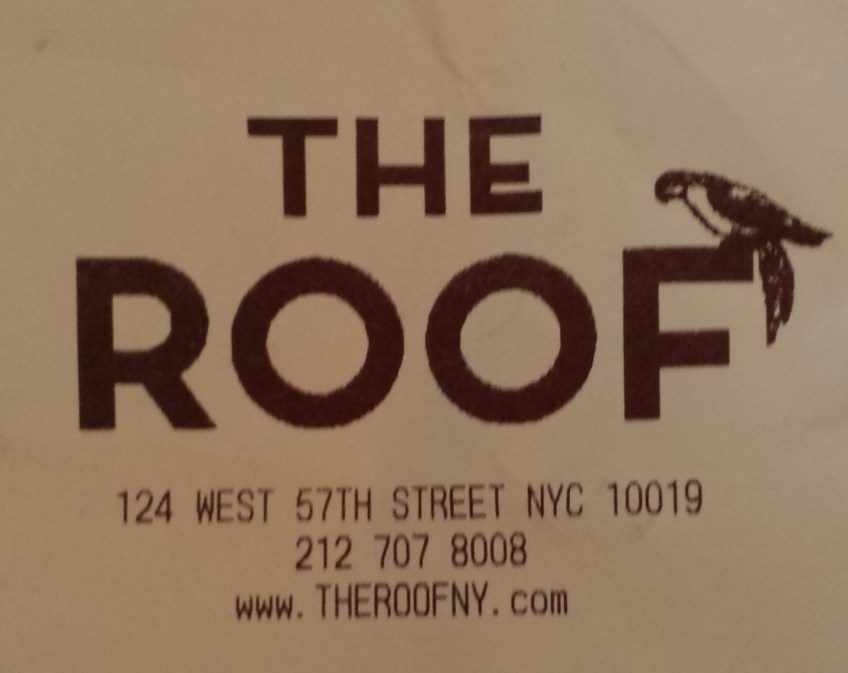 THE
ROOF
124 WEST 57TH STREET NYC 10019
212 707 8008
www.THEROOFNY.com